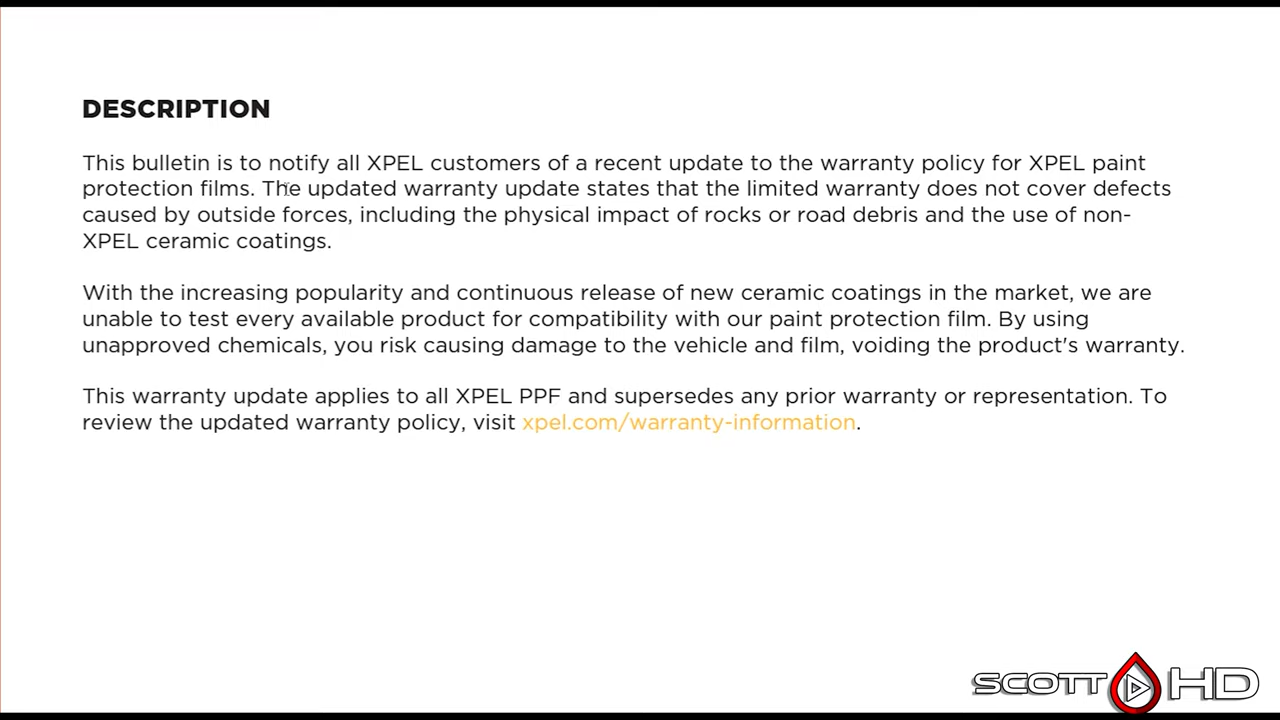 DESCRIPTION
This bulletin is to notify all XPEL customers of a recent update to the warranty policy for XPEL paint
protection films. The updated warranty update states that the limited warranty does not cover defects
caused by outside forces, including the physical impact of rocks or road debris and the use of non-
XPEL ceramic coatings.
With the increasing popularity and continuous release of new ceramic coatings in the market, we are
unable to test every available product for compatibility with our paint protection film. By using
unapproved chemicals, you risk causing damage to the vehicle and film, voiding the product's warranty.
This warranty update applies to all XPEL PPF and supersedes any prior warranty or representation. To
review the updated warranty policy, visit xpel.com/warranty-information.
SCOTT HD